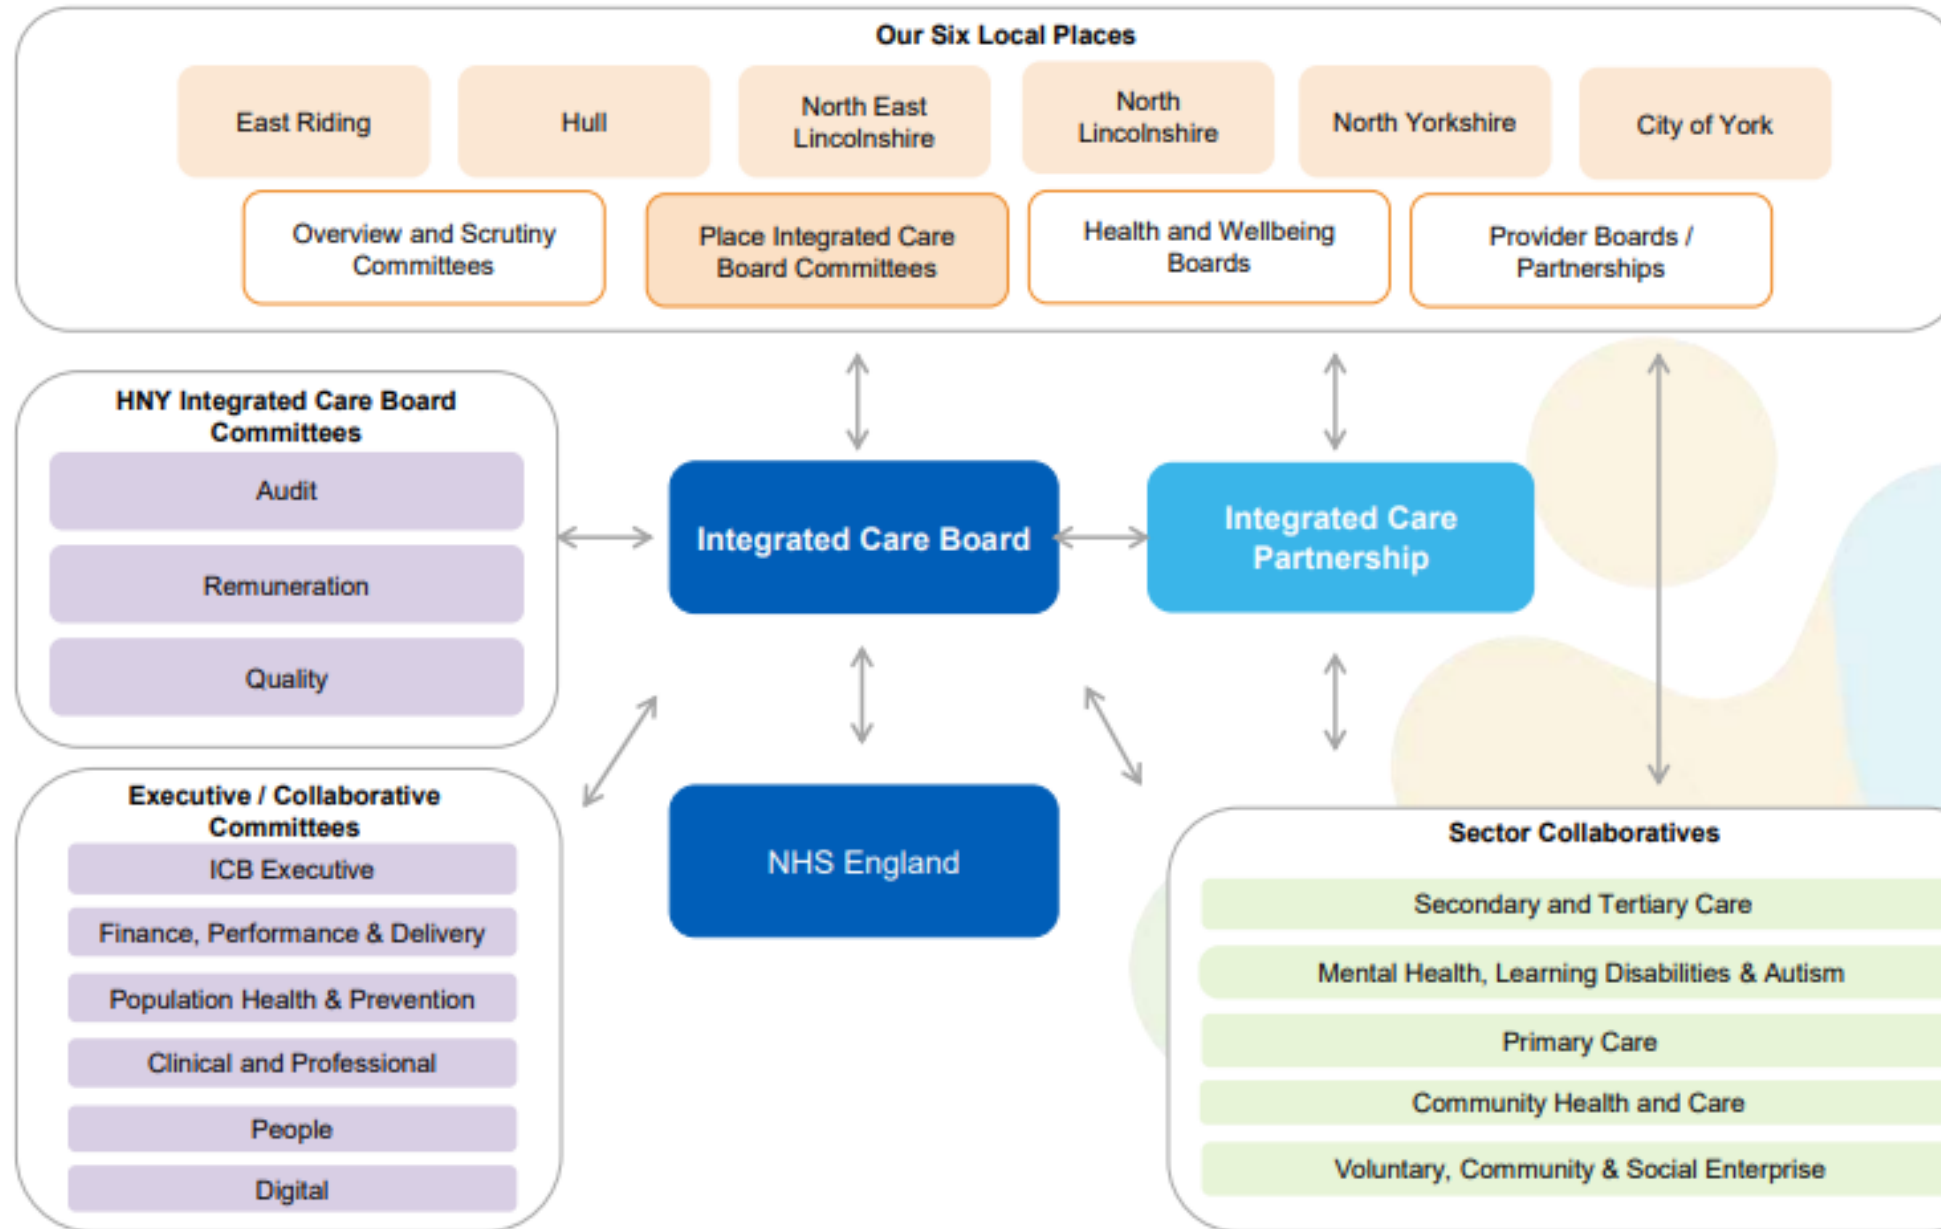 Our Six Local Places
East Riding
Hull
North East
Lincolnshire
North
Lincolnshire
North Yorkshire
City of York
Overview and Scrutiny
Committees
Place Integrated Care
Board Committees
Health and Wellbeing
Boards
Provider Boards /
Partnerships
HNY Integrated Care Board
Committees
Audit
Remuneration
Quality
Integrated Care Board
Integrated Care
Partnership
Executive / Collaborative
Committees
ICB Executive
Finance, Performance & Delivery
Population Health & Prevention
Clinical and Professional
People
Digital
NHS England
Sector Collaboratives
Secondary and Tertiary Care
Mental Health, Learning Disabilities & Autism
Primary Care
Community Health and Care
Voluntary, Community & Social Enterprise